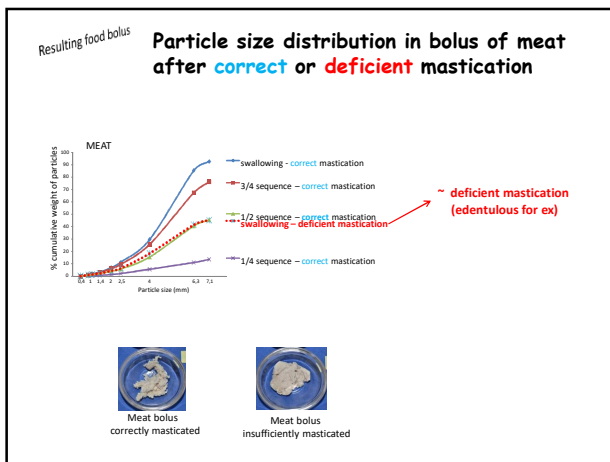 Resulting food bolus
Particle size distribution in bolus of meat
after correct or deficient mastication
MEAT
% cumulative weight of particles
100
90
80
70
60
50
40
30
20
10
0
0,4 1 1,4 2 2,5 4 6,3 7,1
Particle size (mm)
swallowing - correct mastication
3/4 sequence – correct mastication
1/2 sequence – correct mastication
swallowing – deficient mastication
1/4 sequence – correct mastication
~ deficient mastication
(edentulous for ex)
Meat bolus
correctly masticated
Meat bolus
insufficiently masticated